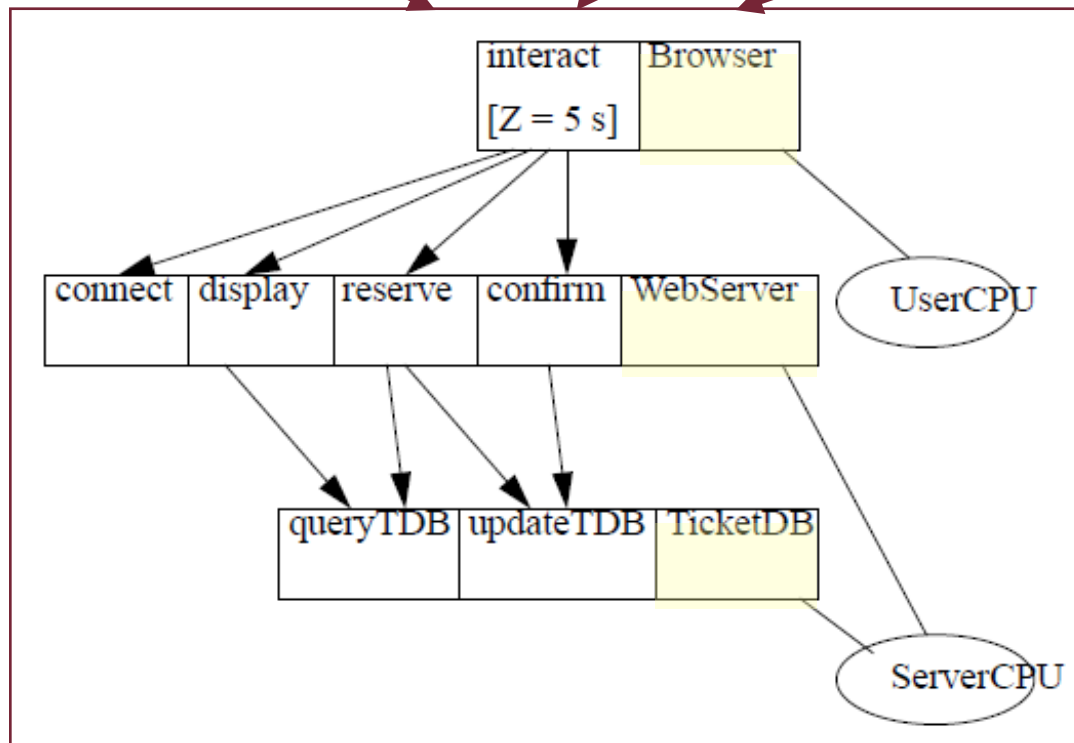 interact Browser
[Z = 5 s]
connect display reserve confirm WebServer
UserCPU
queryTDB updateTDB TicketDB
ServerCPU